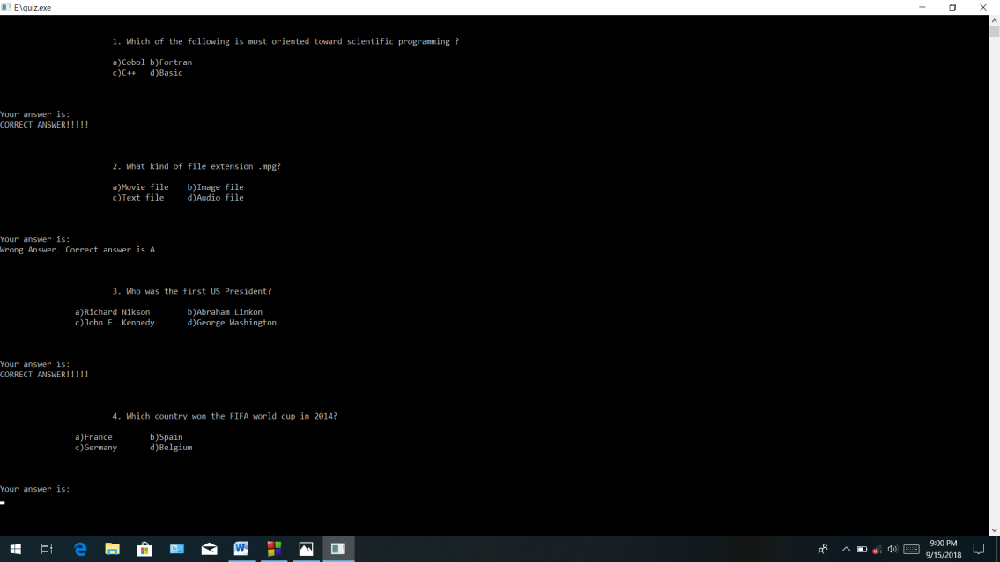 E:\quiz.exe
1. Which of the following is most oriented toward scientific programming ?
a)Cobol b)Fortran
c)C++ d)Basic
Your answer is:
CORRECT ANSWER!!!!!
2. What kind of file extension .mpg?
a)Movie file b)Image file
c)Text file d)Audio file
Your answer is:
Wrong Answer. Correct answer is A
3. Who was the first US President?
a)Richard Nikson b)Abraham Linkon
c)John F. Kennedy d)George Washington
Your answer is:
CORRECT ANSWER!!!!!
4. Which country won the FIFA world cup in 2014?
a)France b)Spain
c)Germany d)Belgium
Your answer is:
9:00 PM
9/15/2018